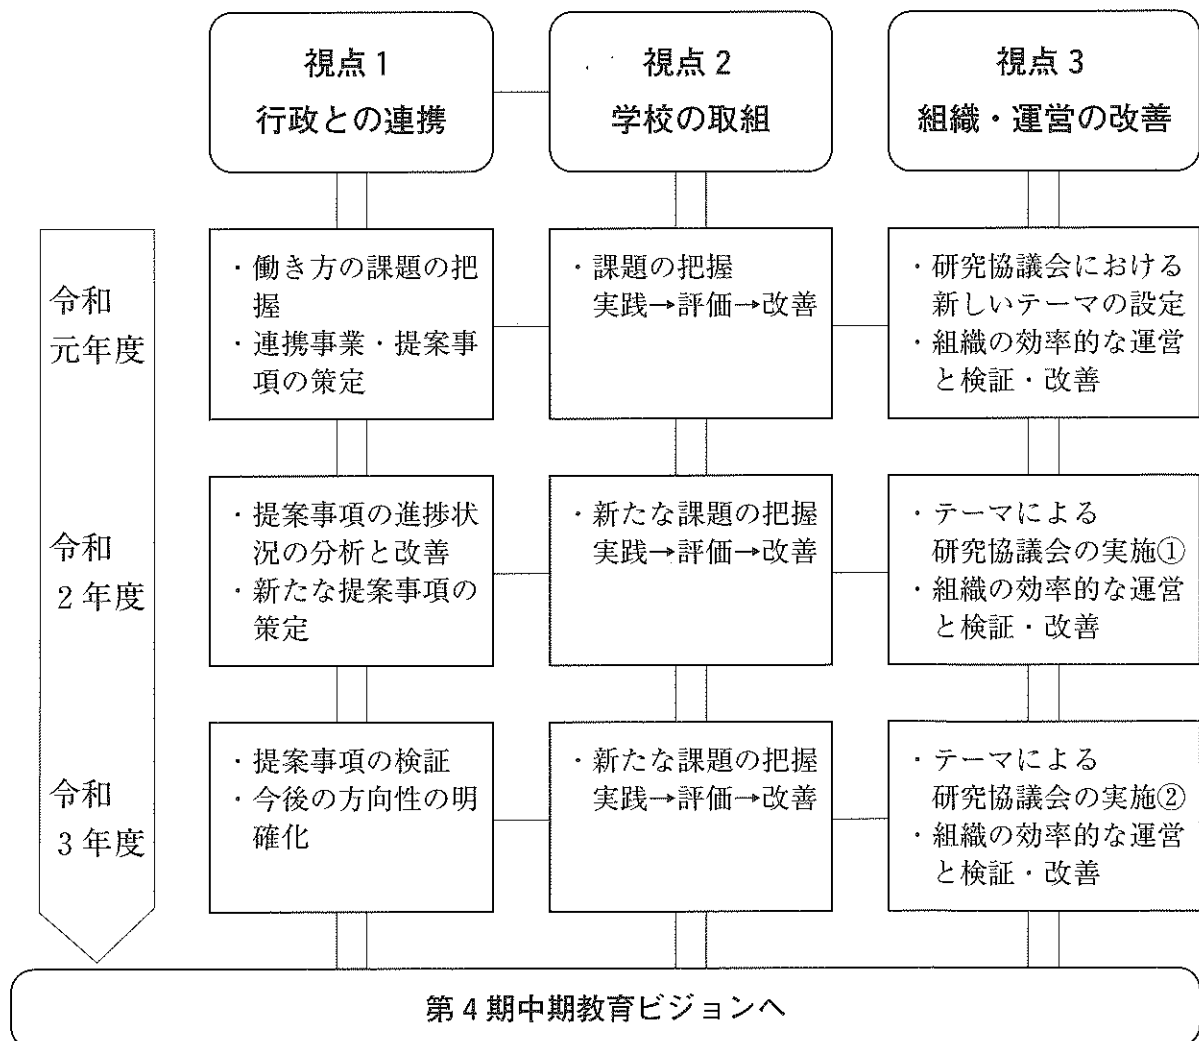 視点1
行政との連携
視点2
学校の取組
視点3
組織・運営の改善
令和
元年度
・働き方の課題の把
握
・連携事業・提案事
項の策定
・課題の把握
実践→評価→改善
・研究協議会における
新しいテーマの設定
・組織の効率的な運営
と検証・改善
令和
2年度
・提案事項の進捗状
況の分析と改善
・新たな提案事項の
策定
・新たな課題の把握
実践→評価→改善
・テーマによる
研究協議会の実施①
・組織の効率的な運営
と検証・改善
令和
3年度
・提案事項の検証
・今後の方向性の明
確化
・新たな課題の把握
実践→評価→改善
・テーマによる
研究協議会の実施②
・組織の効率的な運営
と検証・改善
第4期中期教育ビジョンへ